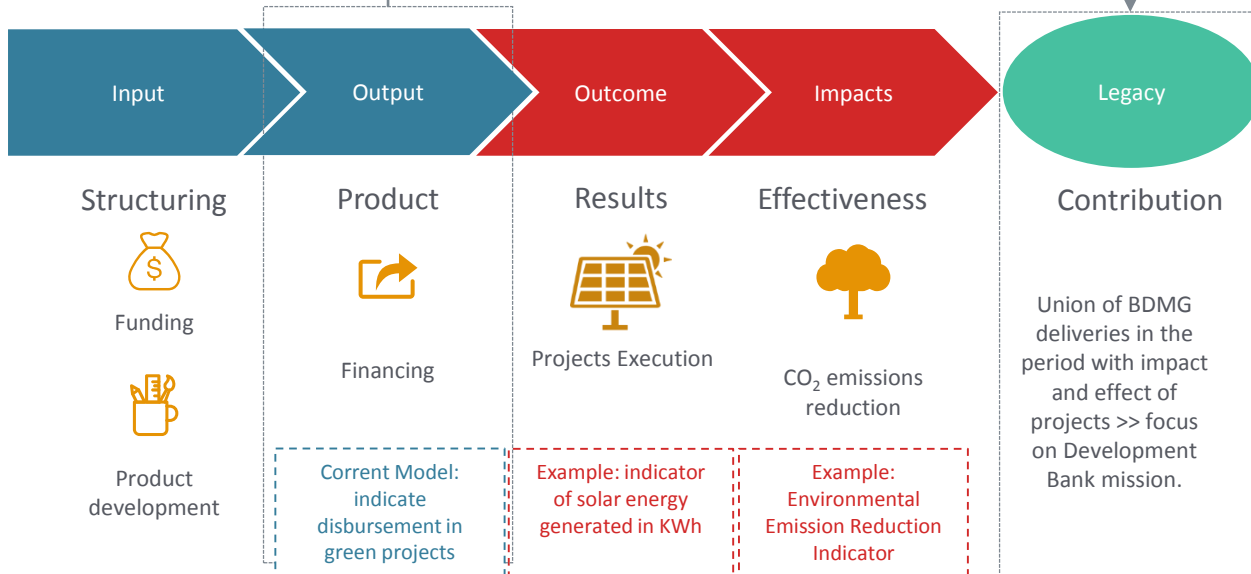 Input
Output
Outcome
Impacts
Legacy
Structuring
Product
Results
Effectiveness
Contribution
$
Funding
Product
development
Financing
Projects Execution
CO₂ emissions
reduction
Union of BDMG
deliveries in the
period with impact
and effect of
projects >> focus
on Development
Bank mission.
Corrent Model:
indicate
disbursement in
green projects
Example: indicator
of solar energy
generated in KWh
Example:
Environmental
Emission Reduction
Indicator